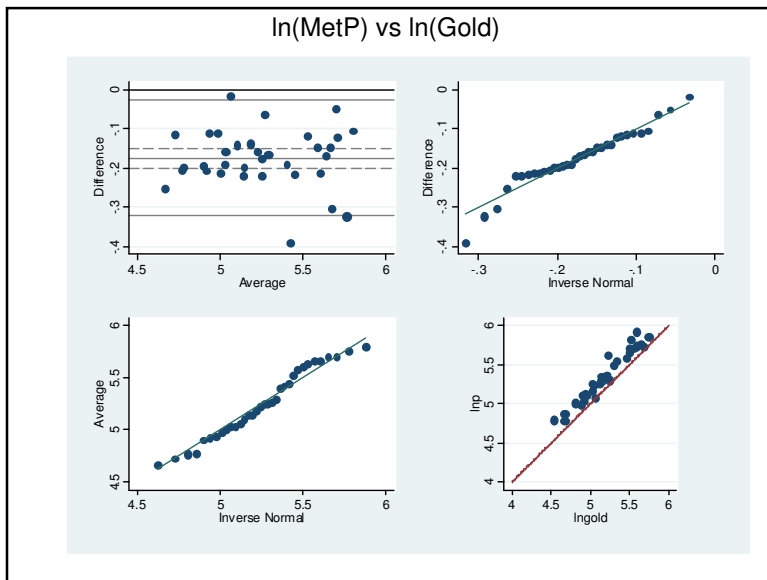 ln(MetP) vs ln(Gold)
0
-.1
-.2
-.3
-.4
Difference
4.5 5 5.5 6
Average
0
-.1
-.2
-.3
-.4
Difference
-.3 -.2 -.1 0
Inverse Normal
6
5.5
5
4.5
Average
4.5 5 5.5 6
Inverse Normal
6
5.5
5
4.5
4
lnp
4 4.5 5 5.5 6
lngold